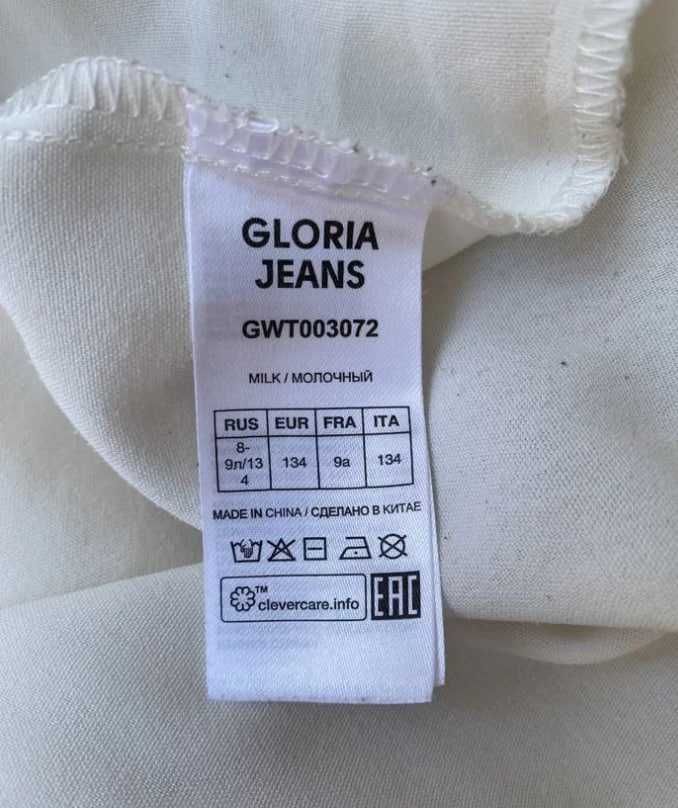 GLORIA
JEANS
GWT003072
MILK / МОЛОЧНЫЙ
RUS EUR FRA ITA
8-
9л/13
4
134 9a 134
MADE IN CHINA / СДЕЛАНО В КИТАЕ
TM
clevercare.info
EAC